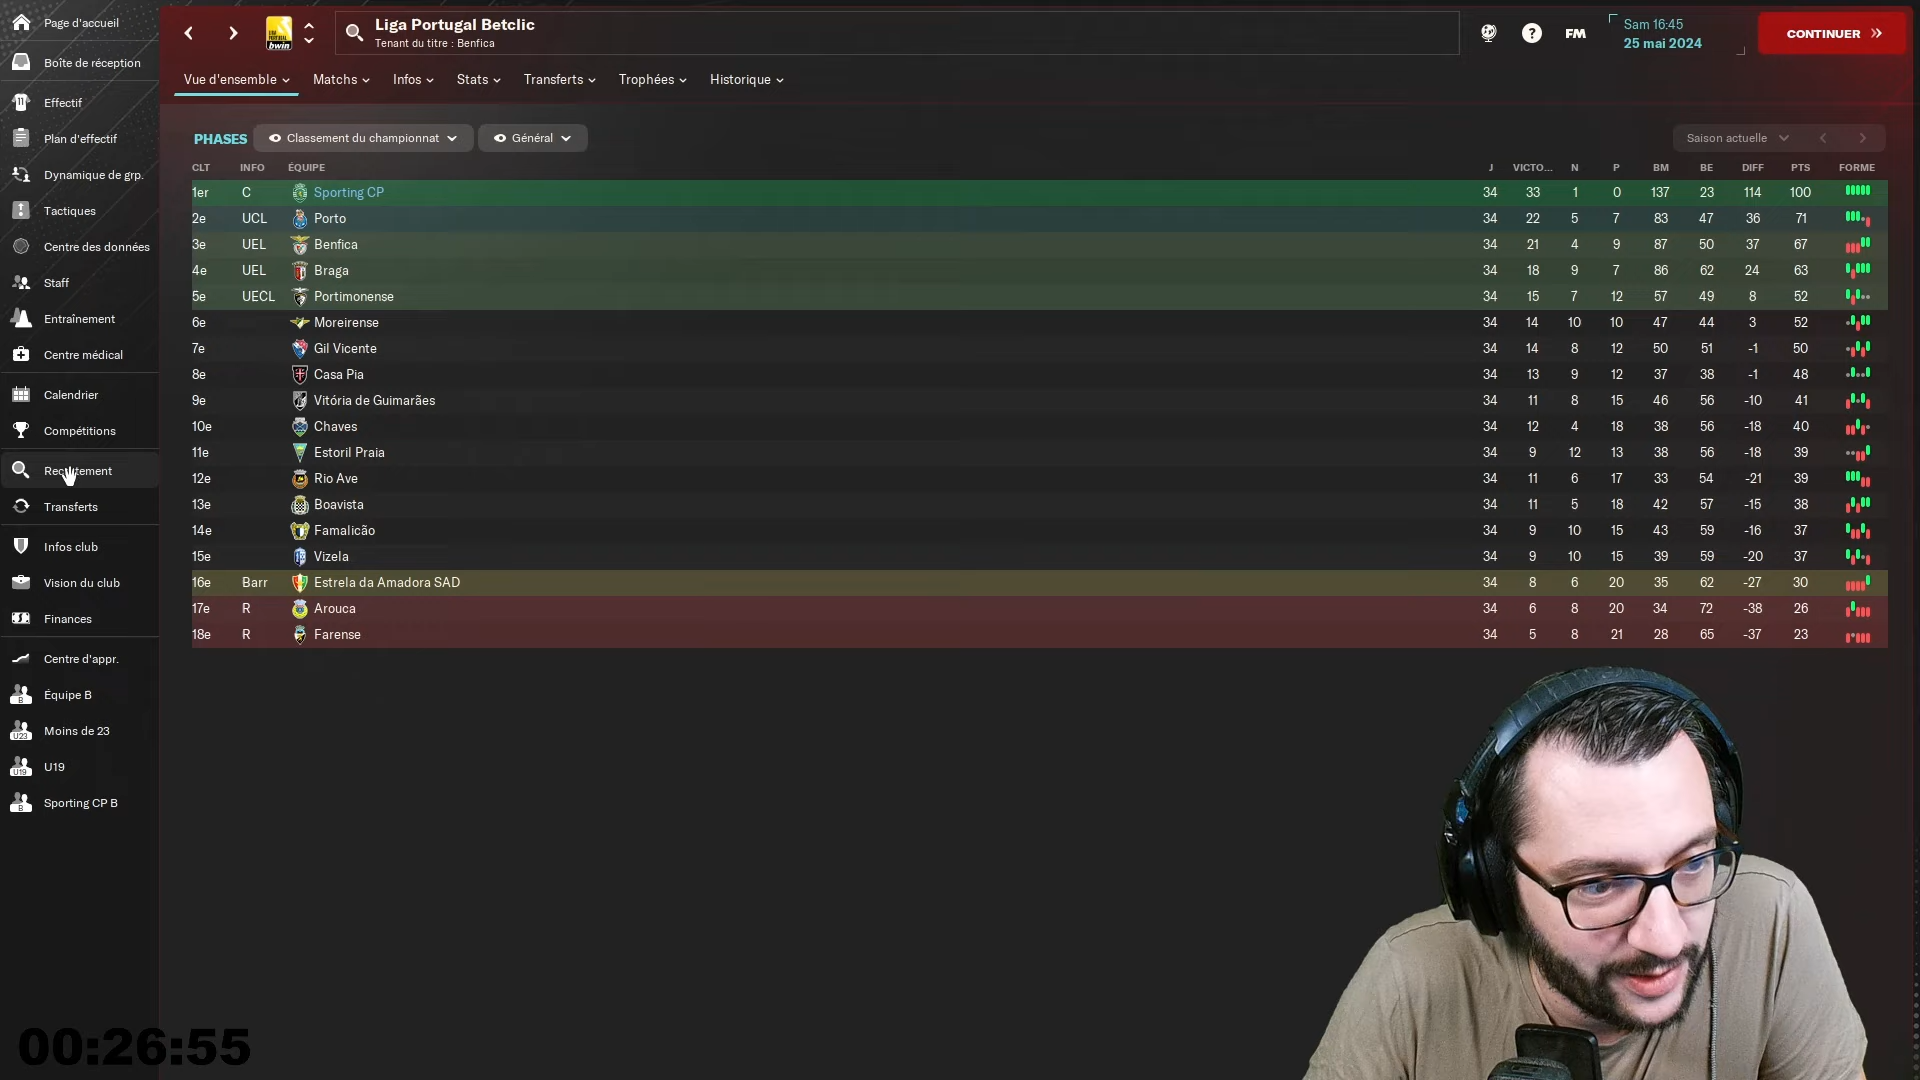 Page d'accueil
Boîte de réception
Effectif
Plan d'effectif
Dynamique de grp.
Tactiques
Centre des données
Staff
Entraînement
Centre médical
Calendrier
Compétitions
Recrutement
Transferts
Infos club
Vision du club
Finances
Centre d'appr.
Équipe B
Moins de 23
U19
Sporting CP B
00:26:55
bwin
Liga Portugal Betclic
Tenant du titre : Benfica
FM
Sam 16:45
25 mai 2024
CONTINUER
Vue d'ensemble Matchs Infos Stats Transferts Trophées Historique
PHASES Classement du championnat Général Saison actuelle
CLT INFO ÉQUIPE J VICTO... N P BM BE DIFF PTS FORME
1er C Sporting CP 34 33 1 0 137 23 114 100
2e UCL Porto 34 22 5 7 83 47 36 71
3e UEL Benfica 34 21 4 9 87 50 37 67
4e UEL Braga 34 18 9 7 86 62 24 63
5e UECL Portimonense 34 15 7 12 57 49 8 52
6e Moreirense 34 14 10 10 47 44 3 52
7e Gil Vicente 34 14 8 12 50 51 -1 50
8e Casa Pia 34 13 9 12 37 38 -1 48
9e Vitória de Guimarães 34 11 8 15 46 56 -10 41
10e Chaves 34 12 4 18 38 56 -18 40
11e Estoril Praia 34 9 12 13 38 56 -18 39
12e Rio Ave 34 11 6 17 33 54 -21 39
13e Boavista 34 11 5 18 42 57 -15 38
14e Famalicão 34 9 10 15 43 59 -16 37
15e Vizela 34 9 10 15 39 59 -20 37
16e Barr Estrela da Amadora SAD 34 8 6 20 35 62 -27 30
17e R Arouca 34 6 8 20 34 72 -38 26
18e R Farense 34 5 8 21 28 65 -37 23